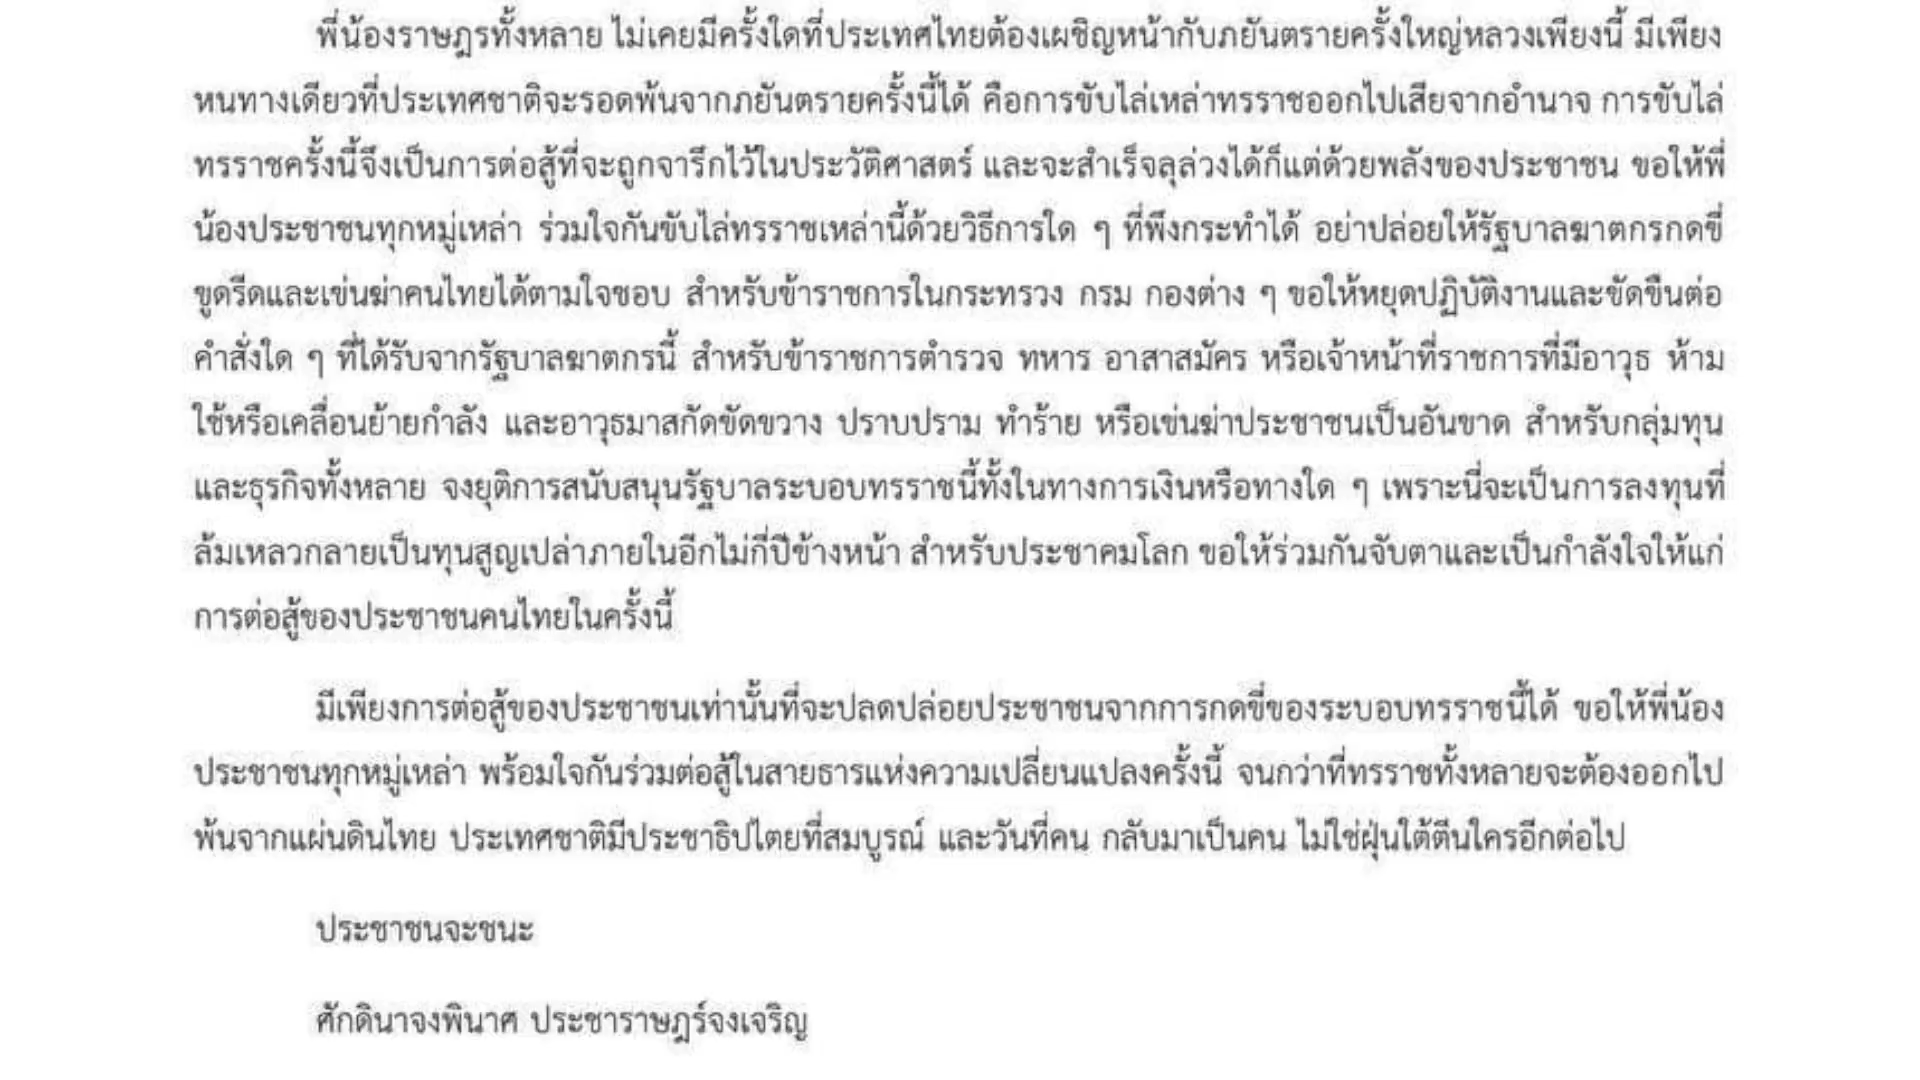 พี่น้องราษฎรทั้งหลาย ไม่เคยมีครั้งใดที่ประเทศไทยต้องเผชิญหน้ากับภยันตรายครั้งใหญ่หลวงเพียงนี้ มีเพียง
หนทางเดียวที่ประเทศชาติจะรอดพ้นจากภยันตรายครั้งนี้ได้ คือการขับไล่เหล่าทรราชออกไปเสียจากอำนาจ การขับไล่
ทรราชครั้งนี้จึงเป็นการต่อสู้ที่จะถูกจารึกไว้ในประวัติศาสตร์ และจะสำเร็จลุล่วงได้ก็แต่ด้วยพลังของประชาชน ขอให้พี่
น้องประชาชนทุกหมู่เหล่า ร่วมใจกันขับไล่ทรราชเหล่านี้ด้วยวิธีการใด ๆ ที่พึงกระทำได้ อย่าปล่อยให้รัฐบาลฆาตกรกดขี่
ขูดรีดและเข่นฆ่าคนไทยได้ตามใจชอบ สำหรับข้าราชการในกระทรวง กรม กองต่าง ๆ ขอให้หยุดปฏิบัติงานและขัดขืนต่อ
คำสั่งใด ๆ ที่ได้รับจากรัฐบาลฆาตกรนี้ สำหรับข้าราชการตำรวจ ทหาร อาสาสมัคร หรือเจ้าหน้าที่ราชการที่มีอาวุธ ห้าม
ใช้หรือเคลื่อนย้ายกำลัง และอาวุธมาสกัดขัดขวาง ปราบปราม ทำร้าย หรือเข่นฆ่าประชาชนเป็นอันขาด สำหรับกลุ่มทุน
และธุรกิจทั้งหลาย จงยุติการสนับสนุนรัฐบาลระบอบทรราชนี้ทั้งในทางการเงินหรือทางใด ๆ เพราะนี่จะเป็นการลงทุนที่
ล้มเหลวกลายเป็นทุนสูญเปล่าภายในอีกไม่กี่ปีข้างหน้า สำหรับประชาคมโลก ขอให้ร่วมกันจับตาและเป็นกำลังใจให้แก่
การต่อสู้ของประชาชนคนไทยในครั้งนี้
มีเพียงการต่อสู้ของประชาชนเท่านั้นที่จะปลดปล่อยประชาชนจากการกดขี่ของระบอบทรราชนี้ได้ ขอให้พี่น้อง
ประชาชนทุกหมู่เหล่า พร้อมใจกันร่วมต่อสู้ในสายธารแห่งความเปลี่ยนแปลงครั้งนี้ จนกว่าที่ทรราชทั้งหลายจะต้องออกไป
พ้นจากแผ่นดินไทย ประเทศชาติมีประชาธิปไตยที่สมบูรณ์ และวันที่คน กลับมาเป็นคน ไม่ใช่ฝุ่นใต้ตีนใครอีกต่อไป
ประชาชนจะชนะ
ศักดินาจงพินาศ ประชาราษฎร์จงเจริญ